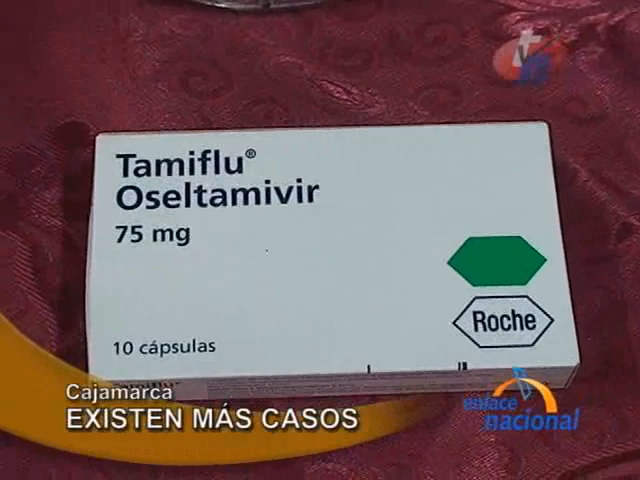 Tamiflu®
Oseltamivir
75 mg
Roche
10 cápsulas
Cajamarca
EXISTEN MÁS CASOS
enlace
nacional